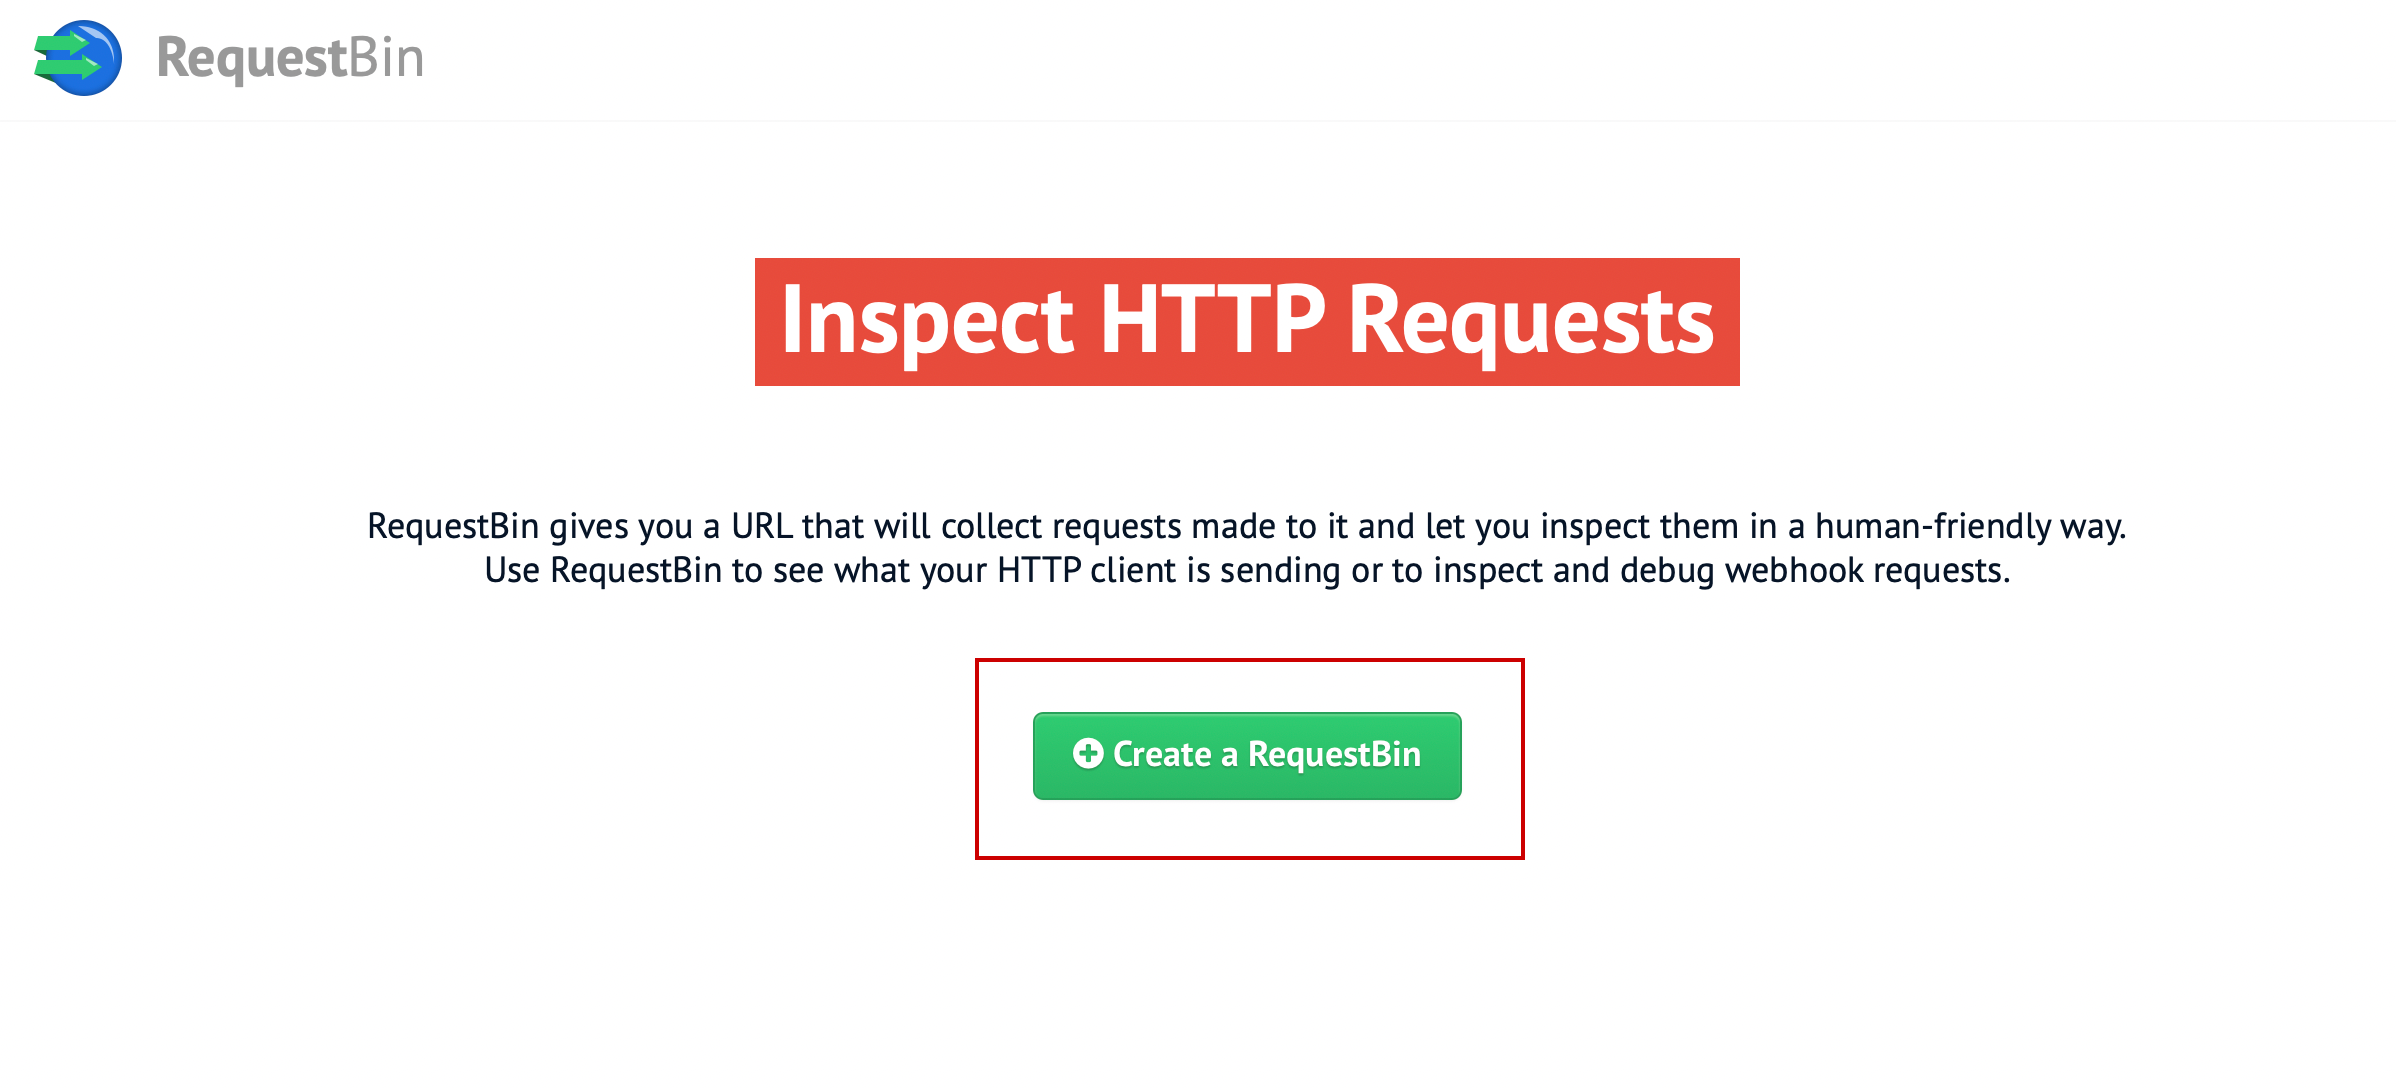 RequestBin
Inspect HTTP Requests
RequestBin gives you a URL that will collect requests made to it and let you inspect them in a human-friendly way.
Use RequestBin to see what your HTTP client is sending or to inspect and debug webhook requests.
Create a RequestBin